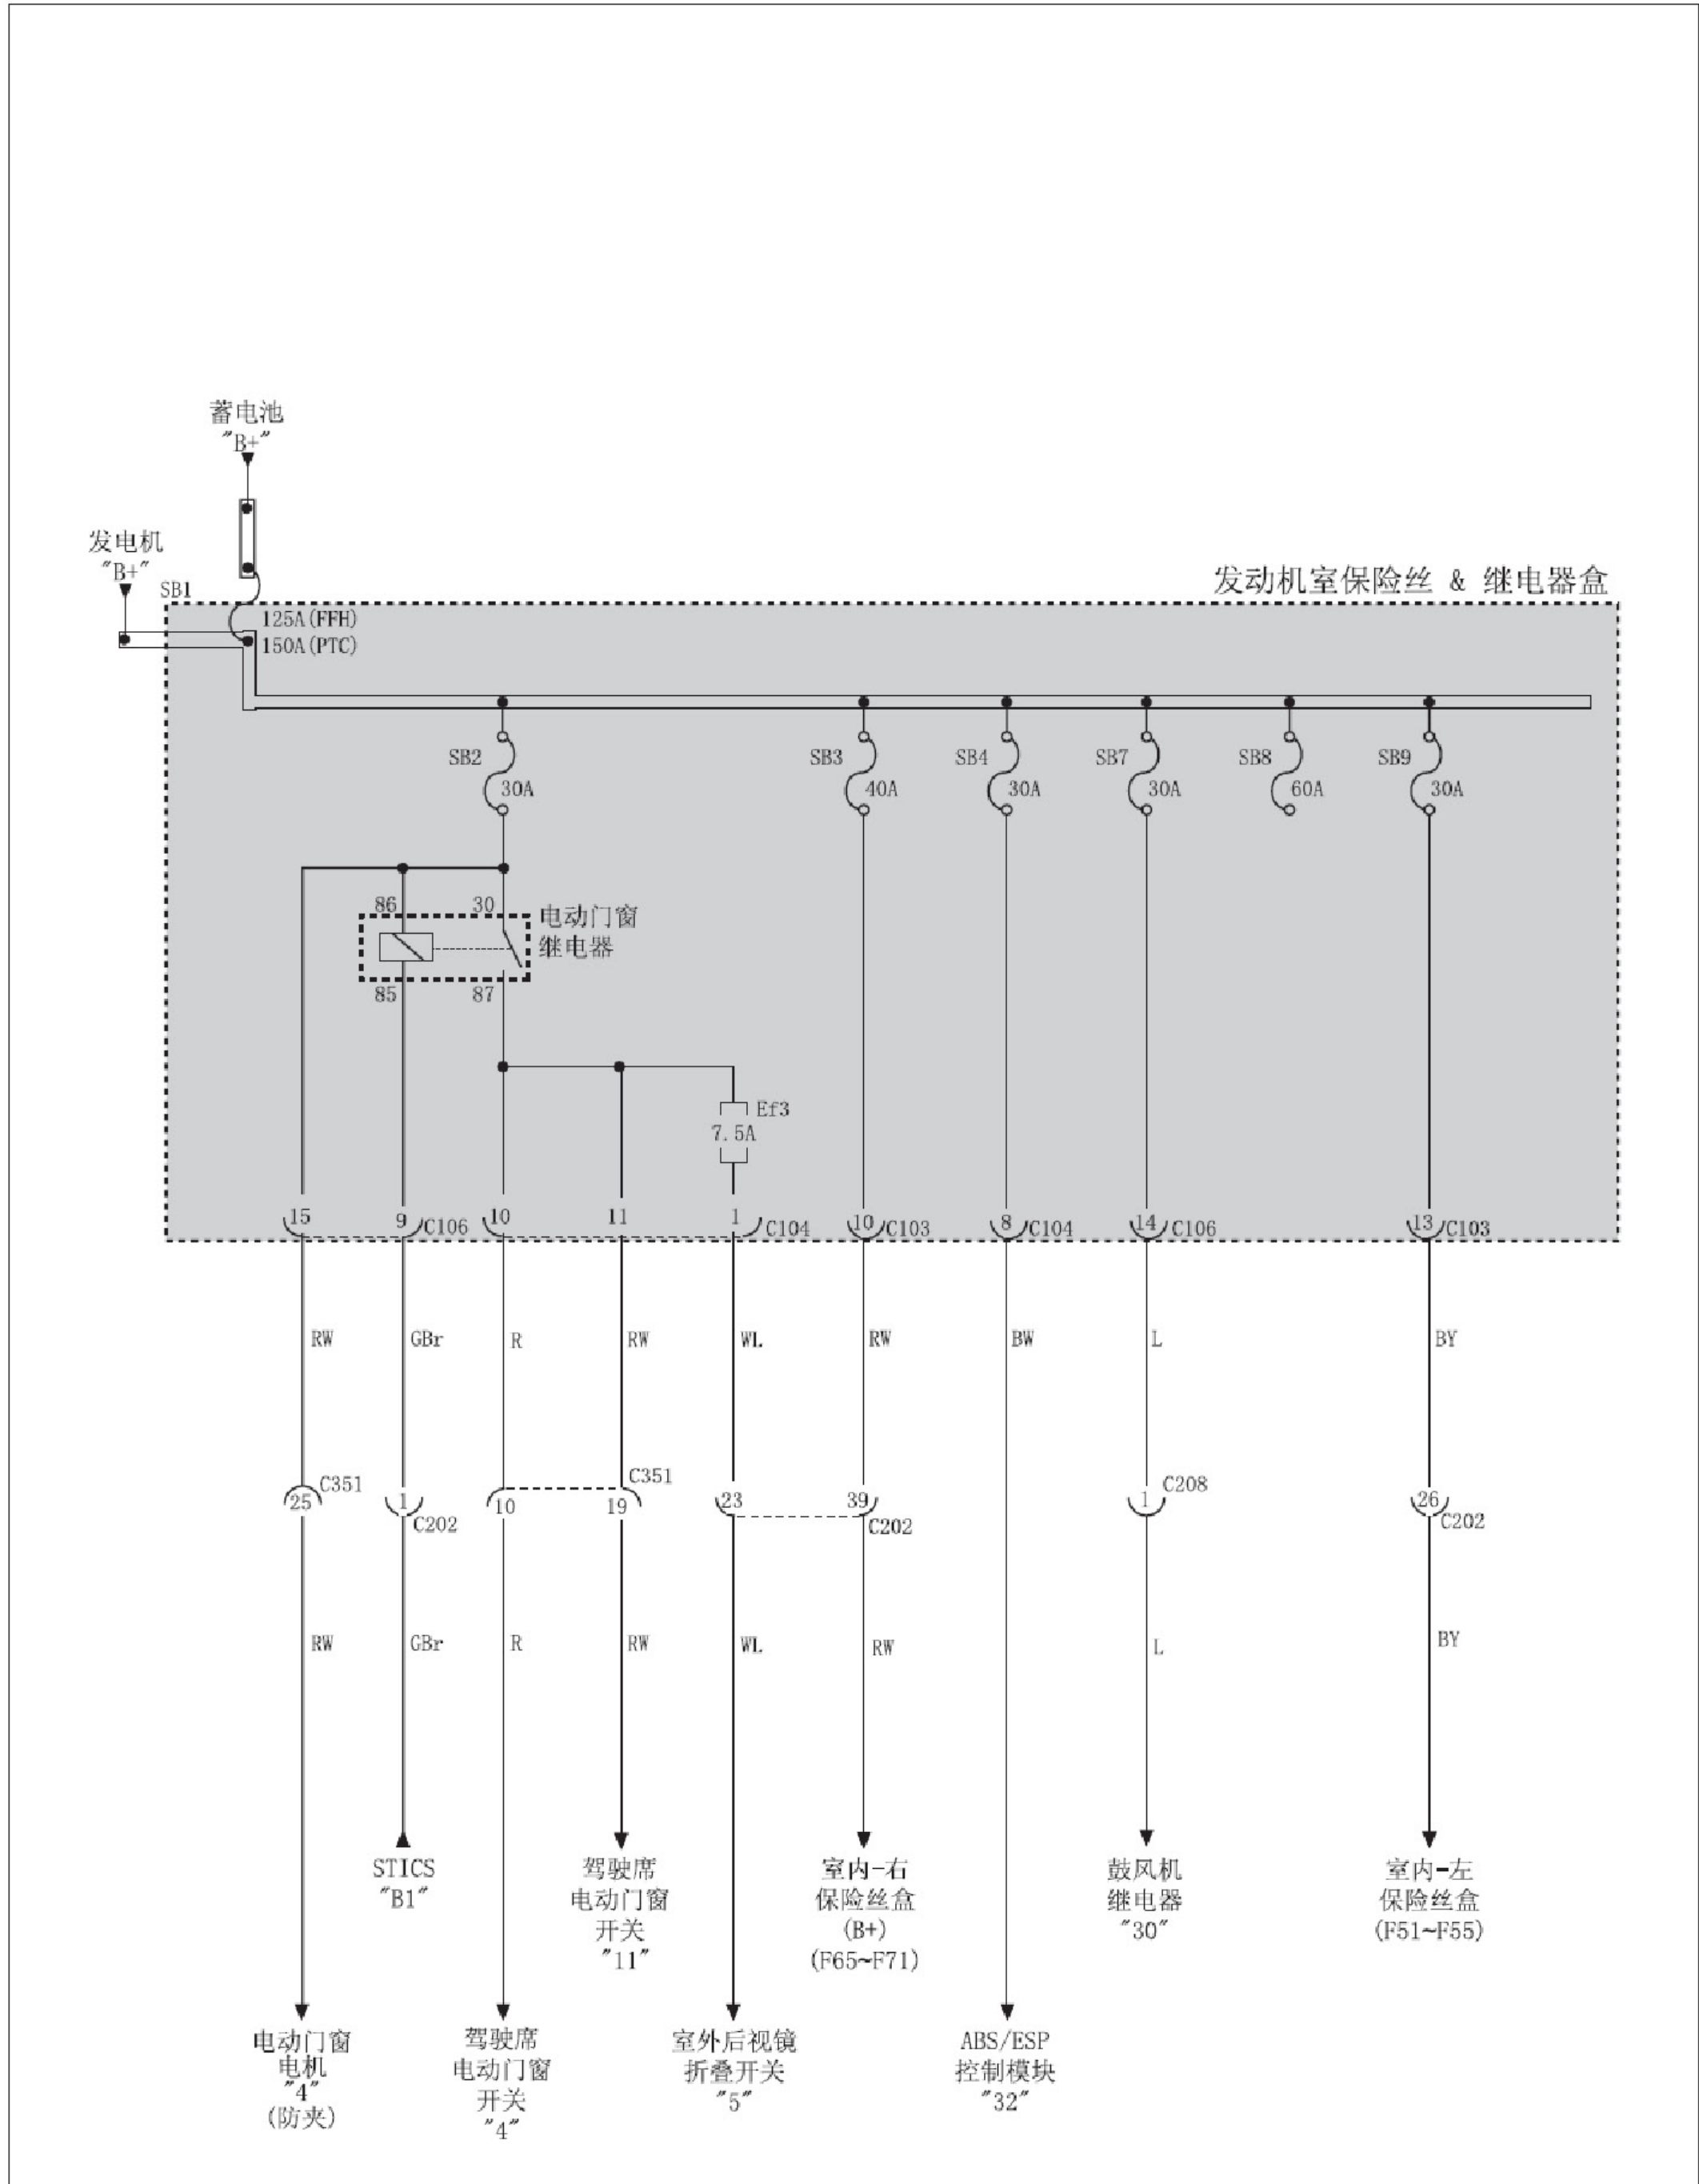 蓄电池
"B+"
发电机
"B+"
SB1
发动机室保险丝 & 继电器盒
125A(FFH)
150A(PTC)
SB2
SB3
SB4
SB7
SB8
SB9
30A
40A
30A
30A
60A
30A
86
30
电动门窗
继电器
85
87
Ef3
7.5A
15
9
C106
10
11
1
C104
10
C103
8
C104
14
C106
13
C103
RW
GBr
R
RW
WL
RW
BW
L
BY
25
C351
1
C202
10
19
C351
23
39
C202
1
C208
26
C202
RW
GBr
R
RW
WL
RW
L
BY
STICS
"B1"
驾驶席
电动门窗
开关
"11"
室内-右
保险丝盒
(B+)
(F65~F71)
鼓风机
继电器
"30"
室内-左
保险丝盒
(F51~F55)
电动门窗
电机
"4"
(防夹)
驾驶席
电动门窗
开关
"4"
室外后视镜
折叠开关
"5"
ABS/ESP
控制模块
"32"